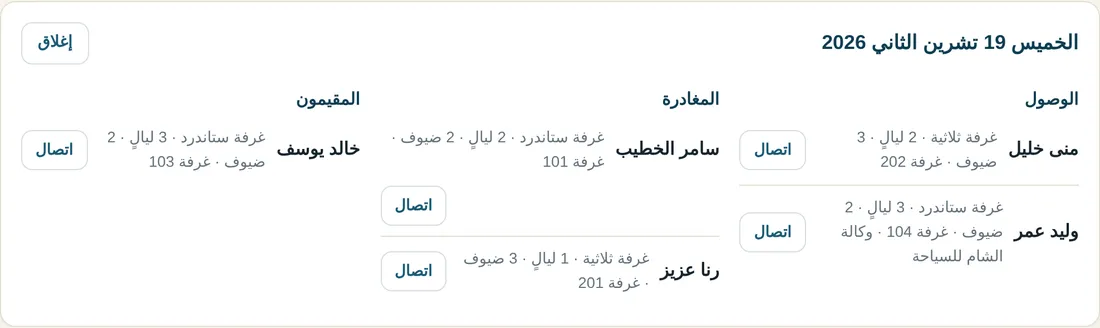 الخميس 19 تشرين الثاني 2026
إغلاق
الوصول
منى خليل
غرفة ثلاثية · 2 ليالٍ · 3
ضيوف · غرفة 202
اتصال
وليد عمر
غرفة ستاندرد · 3 ليالٍ · 2
ضيوف · غرفة 104 · وكالة
الشام للسياحة
اتصال
المغادرة
سامر الخطيب
غرفة ستاندرد · 2 ليالٍ · 2 ضيوف ·
غرفة 101
اتصال
رنا عزيز
غرفة ثلاثية · 1 ليالٍ · 3 ضيوف
· غرفة 201
اتصال
المقيمون
خالد يوسف
غرفة ستاندرد · 3 ليالٍ · 2
ضيوف · غرفة 103
اتصال